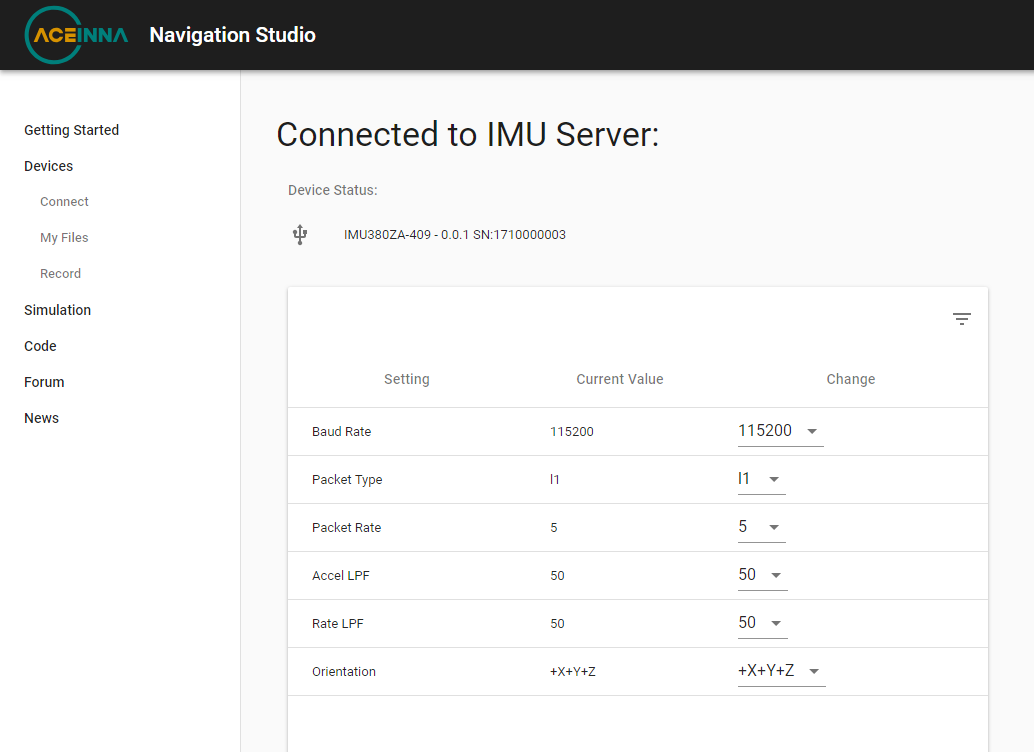 ACEINNA Navigation Studio
Getting Started
Devices
Connect
My Files
Record
Simulation
Code
Forum
News
Connected to IMU Server:
Device Status:
IMU380ZA-409 - 0.0.1 SN:1710000003
Setting Current Value Change
Baud Rate 115200 115200
Packet Type l1 l1
Packet Rate 5 5
Accel LPF 50 50
Rate LPF 50 50
Orientation +X+Y+Z +X+Y+Z